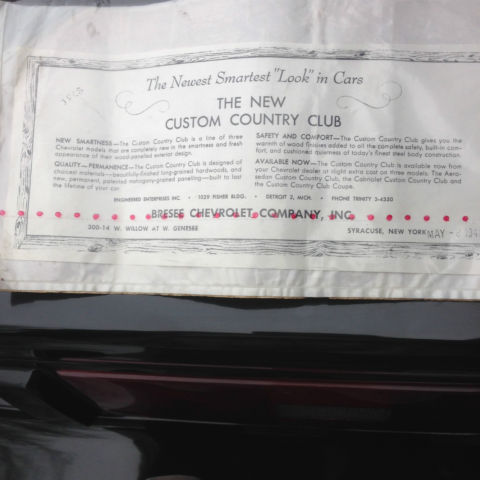 The Newest Smartest "Look" in Cars
THE NEW
CUSTOM COUNTRY CLUB
NEW SMARTNESS—The Custom Country Club is a line of three
Chevrolet models that are completely new in the smartness and fresh
appearance of their wood-panelled exterior design.
QUALITY—PERMANENCE—The Custom Country Club is designed of
choicest materials—beautifully-finished long-grained hardwoods, and
new, permanent, patented mahogany-grained paneling—built to last
the lifetime of your car.
SAFETY AND COMFORT—The Custom Country Club gives you the
warmth of wood finishes added to all the complete safety, built-in com-
fort, and cushioned quietness of today's finest steel body construction.
AVAILABLE NOW—The Custom Country Club is available now from
your Chevrolet dealer at slight extra cost on three models. The Aero-
sedan Custom Country Club, the Cabriolet Custom Country Club and
the Custom Country Club Coupe.
ENGINEERED ENTERPRISES INC. • 1029 FISHER BLDG. • DETROIT 2, MICH. • PHONE TRINITY 2-4350
BRESEE CHEVROLET COMPANY, INC.
300-14 W. WILLOW AT W. GENESEE
SYRACUSE, NEW YORK
MAY